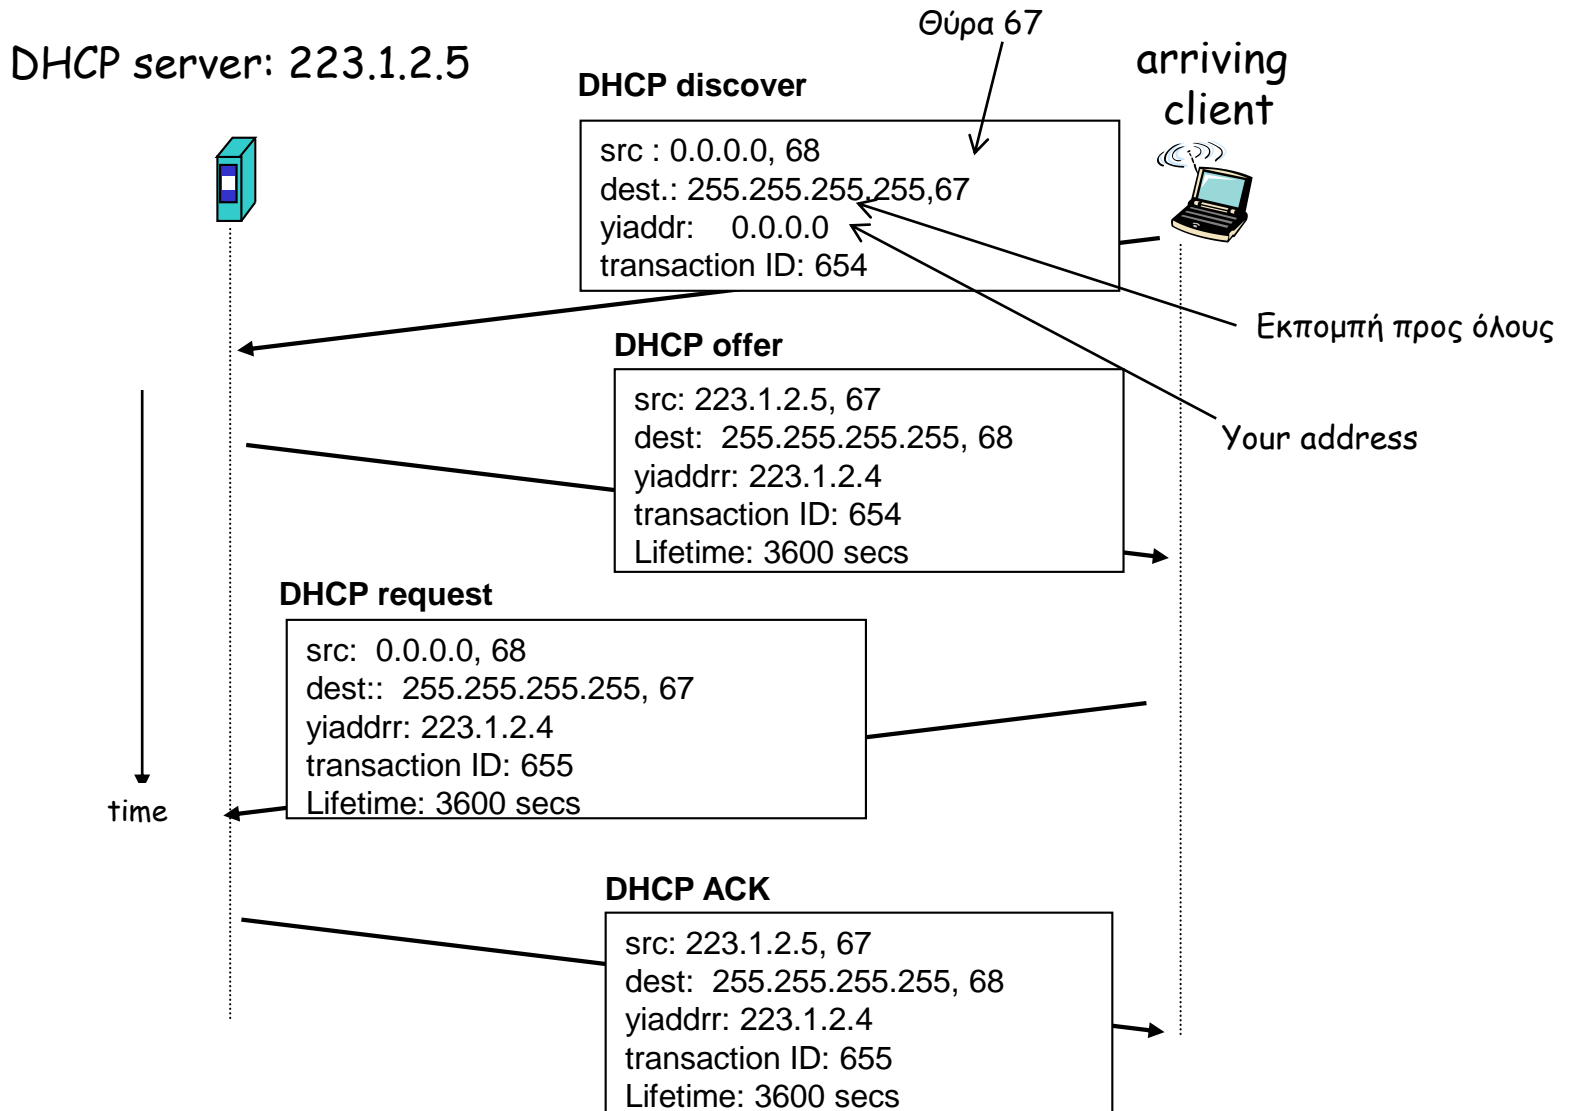 Θύρα 67
DHCP server: 223.1.2.5
arriving
client
DHCP discover
src : 0.0.0.0, 68
dest.: 255.255.255.255,67
yiaddr: 0.0.0.0
transaction ID: 654
Εκπομπή προς όλους
Your address
DHCP offer
src: 223.1.2.5, 67
dest: 255.255.255.255, 68
yiaddrr: 223.1.2.4
transaction ID: 654
Lifetime: 3600 secs
DHCP request
src: 0.0.0.0, 68
dest:: 255.255.255.255, 67
yiaddrr: 223.1.2.4
transaction ID: 655
Lifetime: 3600 secs
time
DHCP ACK
src: 223.1.2.5, 67
dest: 255.255.255.255, 68
yiaddrr: 223.1.2.4
transaction ID: 655
Lifetime: 3600 secs